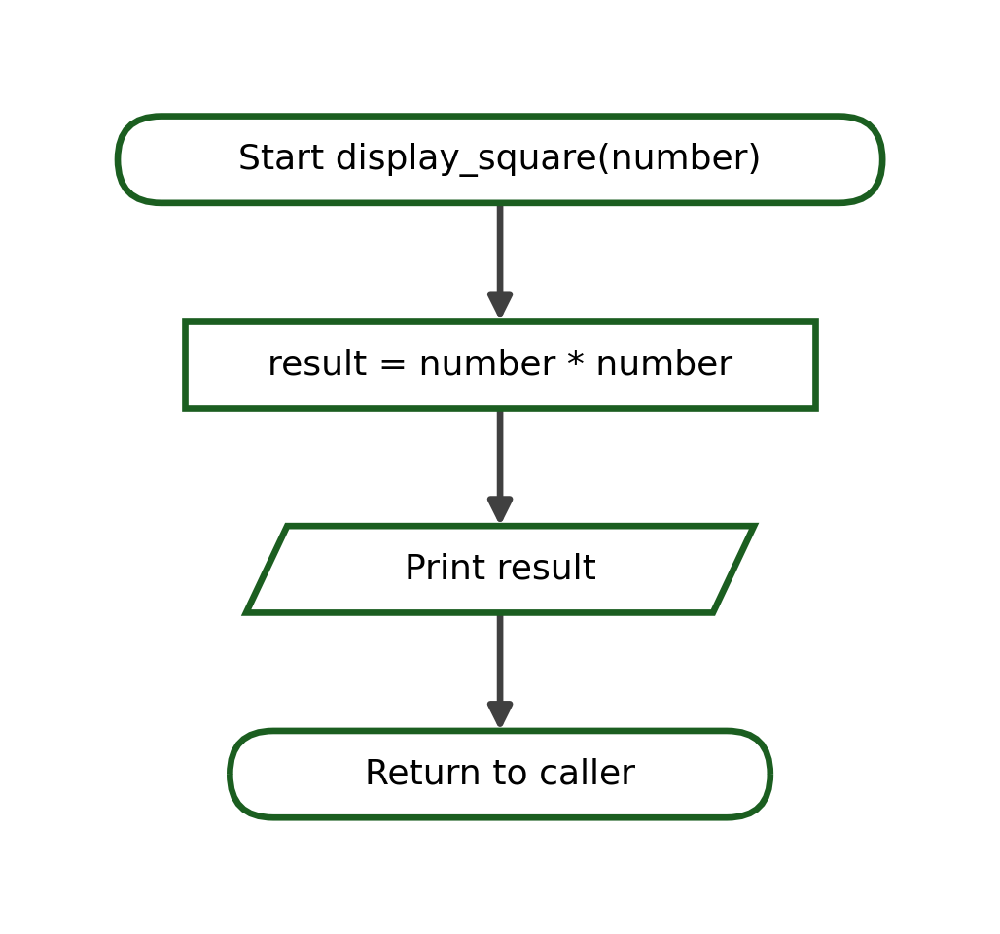 Start display_square(number)
result = number * number
Print result
Return to caller